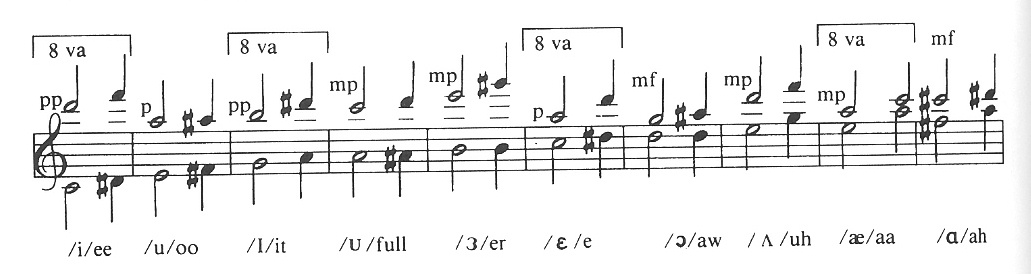 8 va 8 va 8 va 8 va mf
pp p pp mp mp p mf mp mp
/i/ee /u/oo /I/it /U/full /ɜ/er /ɛ/e /ɔ/aw /ʌ/uh /æ/aa /ɑ/ah